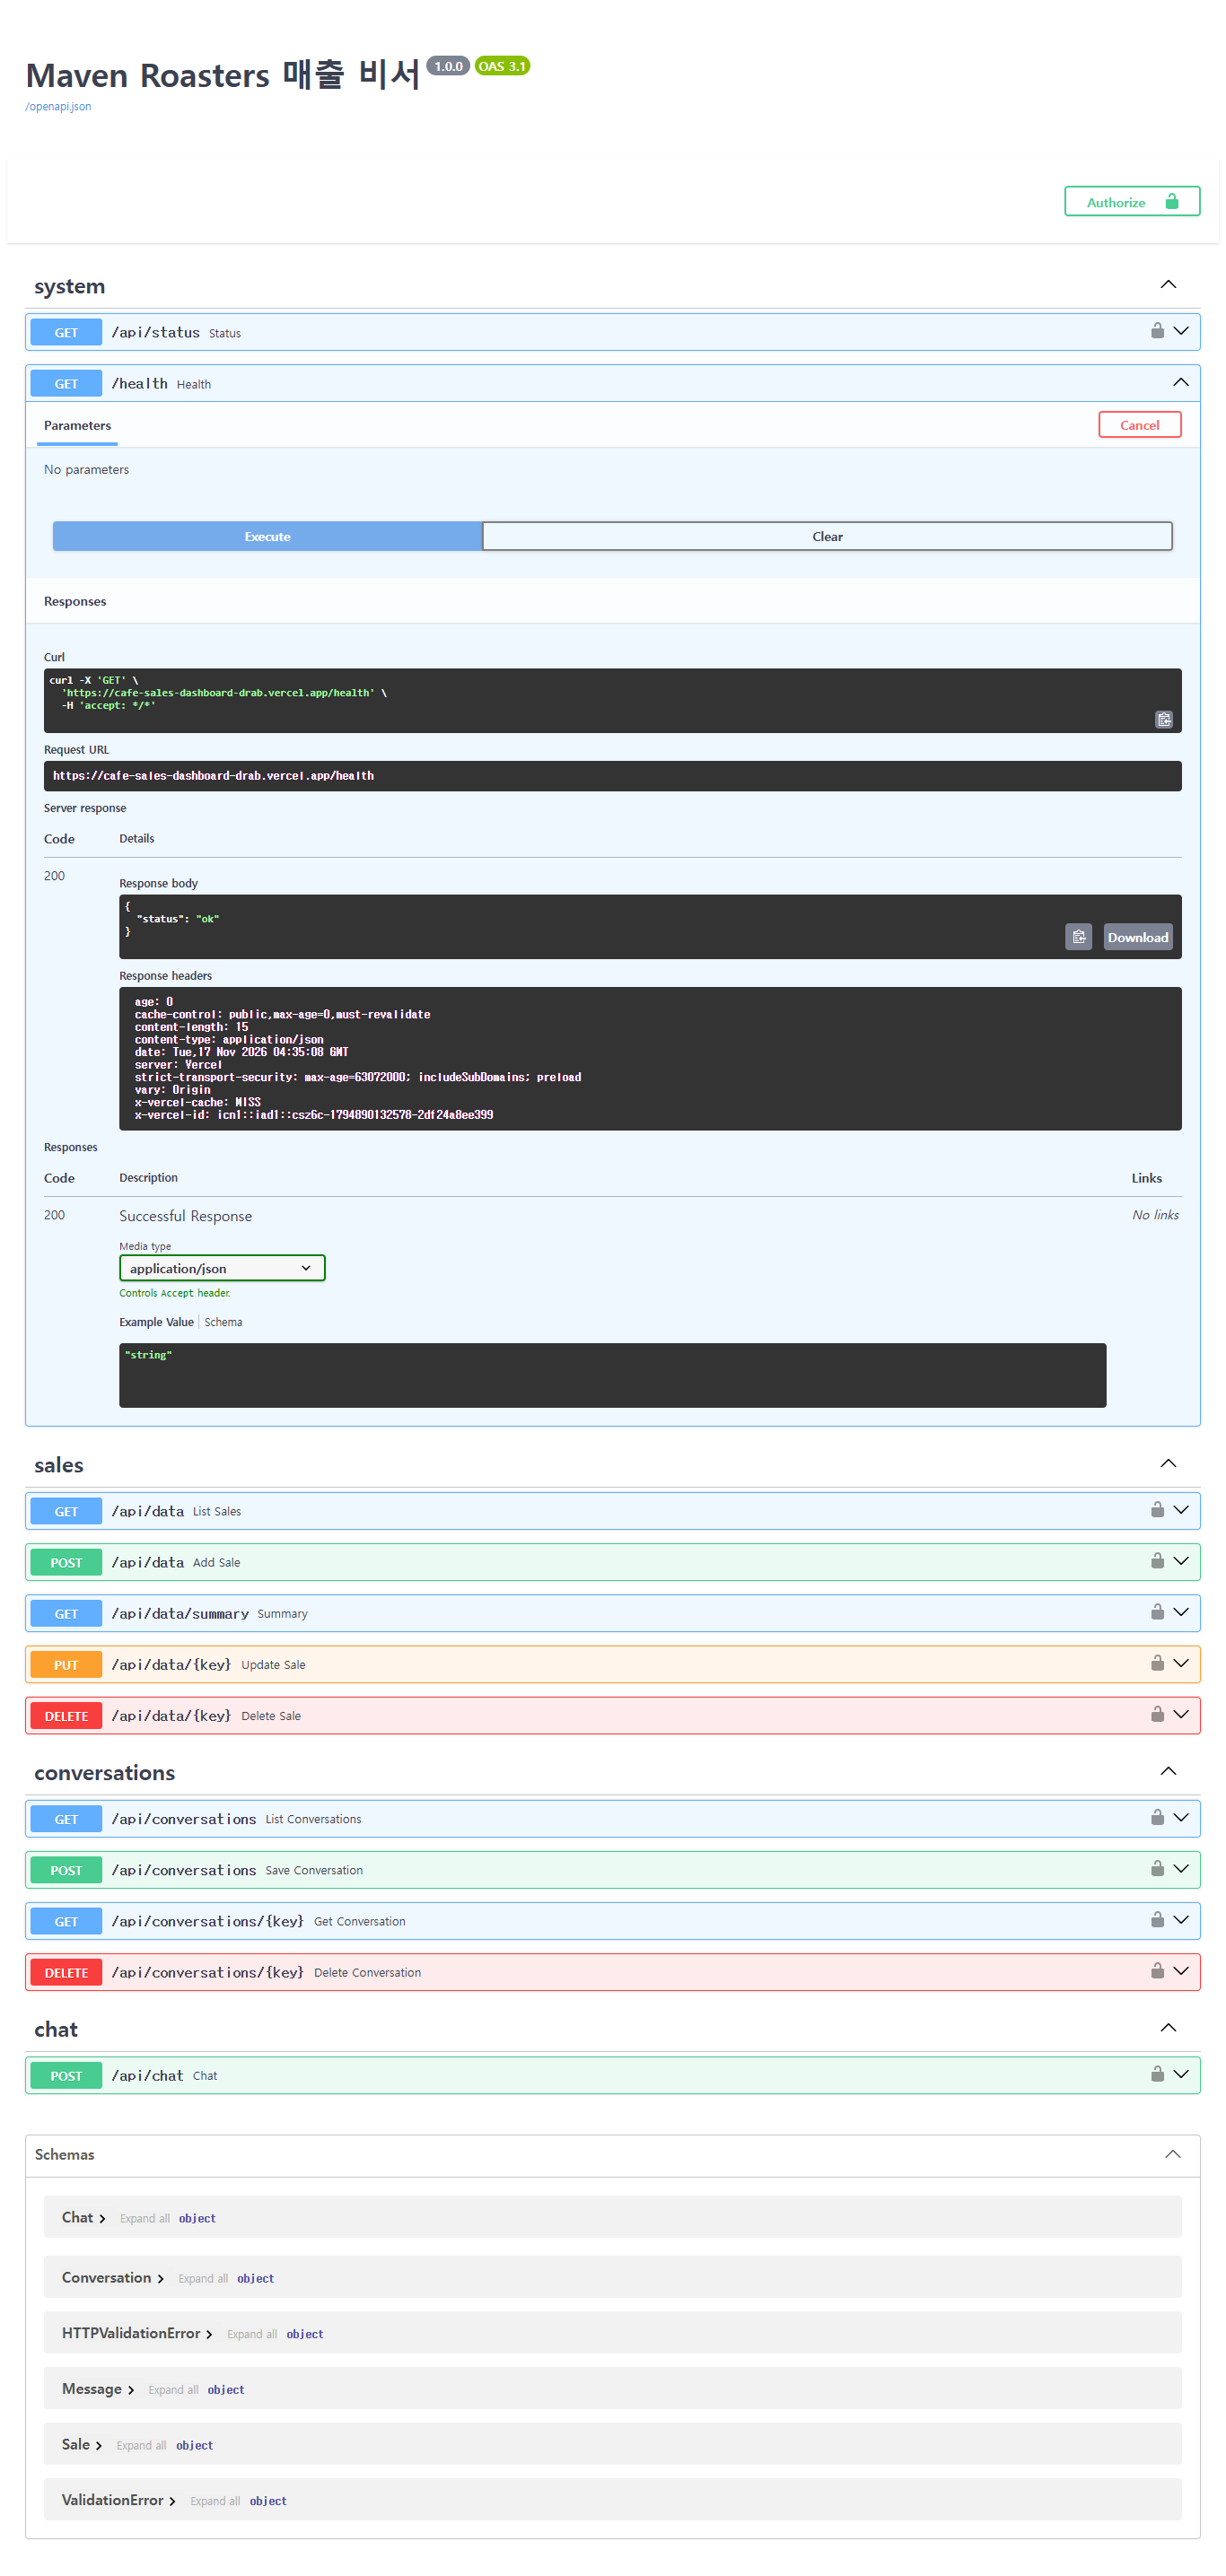 Maven Roasters 매출 비서 1.0.0 OAS 3.1
/openapi.json
Authorize
system
GET /api/status Status
GET /health Health
Parameters Cancel
No parameters
Execute Clear
Responses
Curl
curl -X 'GET' \
'https://cafe-sales-dashboard-drab.vercel.app/health' \
-H 'accept: */*'
Request URL
https://cafe-sales-dashboard-drab.vercel.app/health
Server response
Code Details
200
Response body
{
"status": "ok"
}
Download
Response headers
age: 0
cache-control: public,max-age=0,must-revalidate
content-length: 15
content-type: application/json
date: Tue,17 Nov 2026 04:35:08 GMT
server: Vercel
strict-transport-security: max-age=63072000; includeSubDomains; preload
vary: Origin
x-vercel-cache: MISS
x-vercel-id: icn1::iad1::csz6c-1794890132578-2df24a8ee399
Responses
Code Description Links
200 Successful Response No links
Media type
application/json
Controls Accept header.
Example Value Schema
"string"
sales
GET /api/data List Sales
POST /api/data Add Sale
GET /api/data/summary Summary
PUT /api/data/{key} Update Sale
DELETE /api/data/{key} Delete Sale
conversations
GET /api/conversations List Conversations
POST /api/conversations Save Conversation
GET /api/conversations/{key} Get Conversation
DELETE /api/conversations/{key} Delete Conversation
chat
POST /api/chat Chat
Schemas
Chat Expand all object
Conversation Expand all object
HTTPValidationError Expand all object
Message Expand all object
Sale Expand all object
ValidationError Expand all object